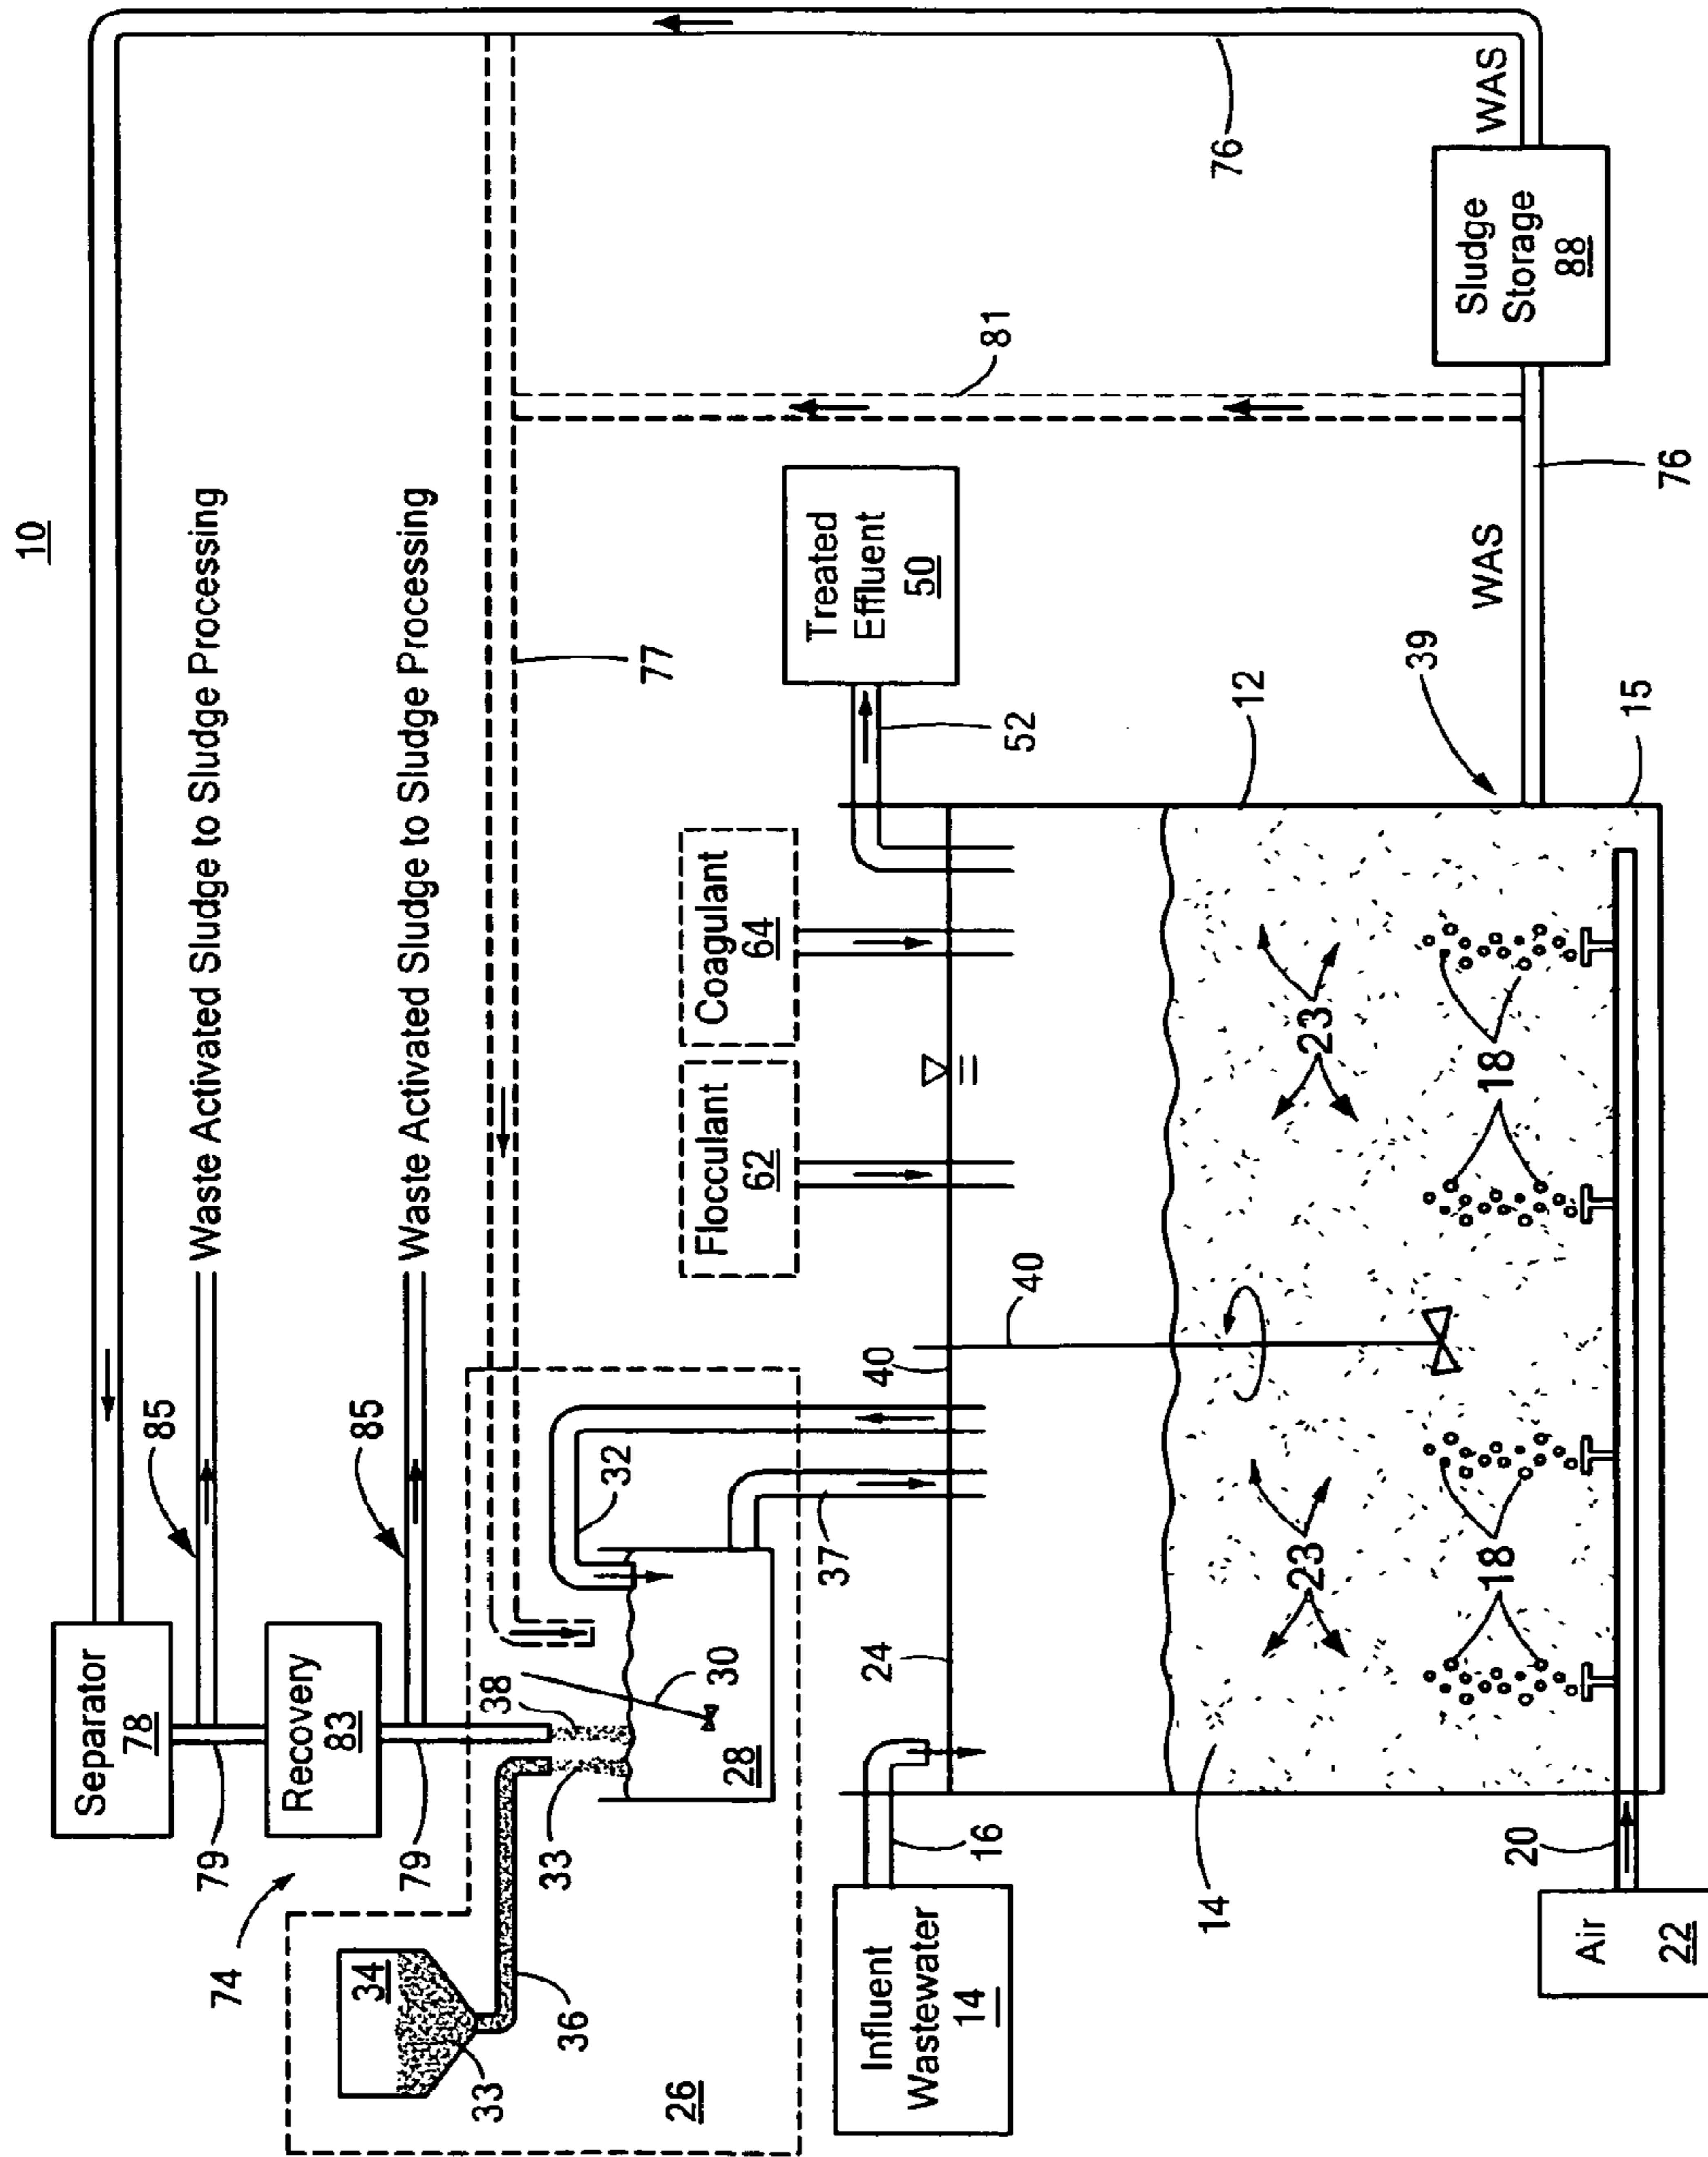 10
Separator
78
85
Waste Activated Sludge to Sludge Processing
79
74
Recovery
83
85
Waste Activated Sludge to Sludge Processing
34
79
33
38
33
36
32
77
26
28
30
37
Flocculant
62
Coagulant
64
Treated
Effluent
50
Influent
Wastewater
14
16
24
40
40
52
81
14
12
76
23
23
39
18
18
WAS
WAS
Sludge
Storage
88
20
15
76
Air
22